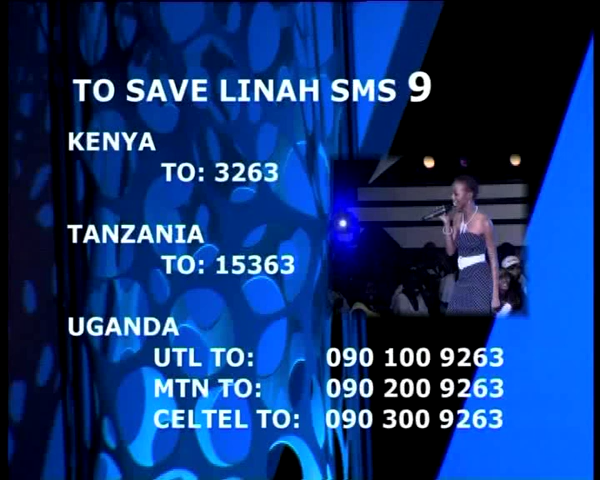 TO SAVE LINAH SMS 9
KENYA
TO: 3263
TANZANIA
TO: 15363
UGANDA
UTL TO: 090 100 9263
MTN TO: 090 200 9263
CELTEL TO: 090 300 9263